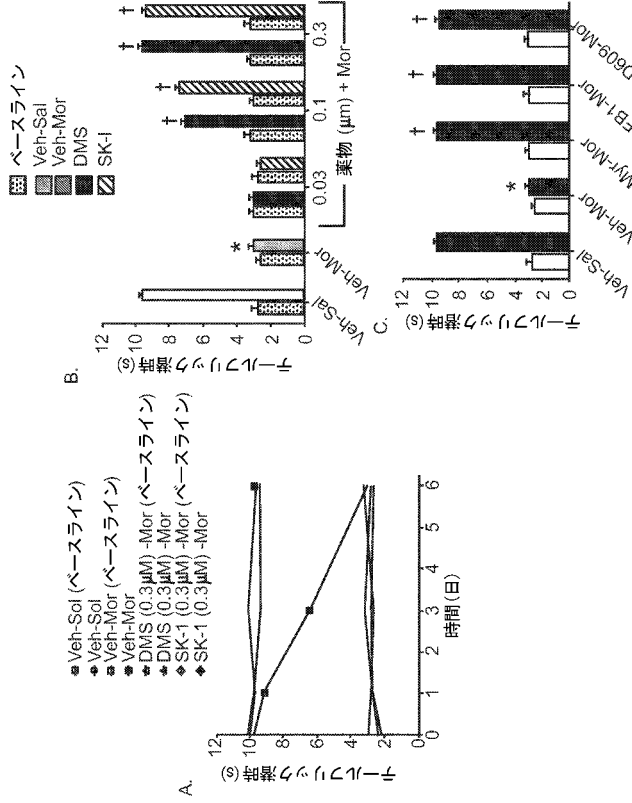 A.
Veh-Sol (ベースライン)
Veh-Sol
Veh-Mor (ベースライン)
Veh-Mor
DMS (0.3μM) -Mor (ベースライン)
DMS (0.3μM) -Mor
SK-1 (0.3μM) -Mor (ベースライン)
SK-1 (0.3μM) -Mor
テールフリック潜時(s)
12
10
8
6
4
2
0
0 1 2 3 4 5 6
時間(日)
B.
ベースライン
Veh-Sal
Veh-Mor
DMS
SK-I
テールフリック潜時(s)
12
10
8
6
4
2
0
* † † † †
Veh-Sal Veh-Mor 0.03 0.1 0.3
薬物 (μm) + Mor
C.
テールフリック潜時(s)
12
10
8
6
4
2
0
* † † †
Veh-Sal Veh-Mor Myr-Mor FB1-Mor D609-Mor